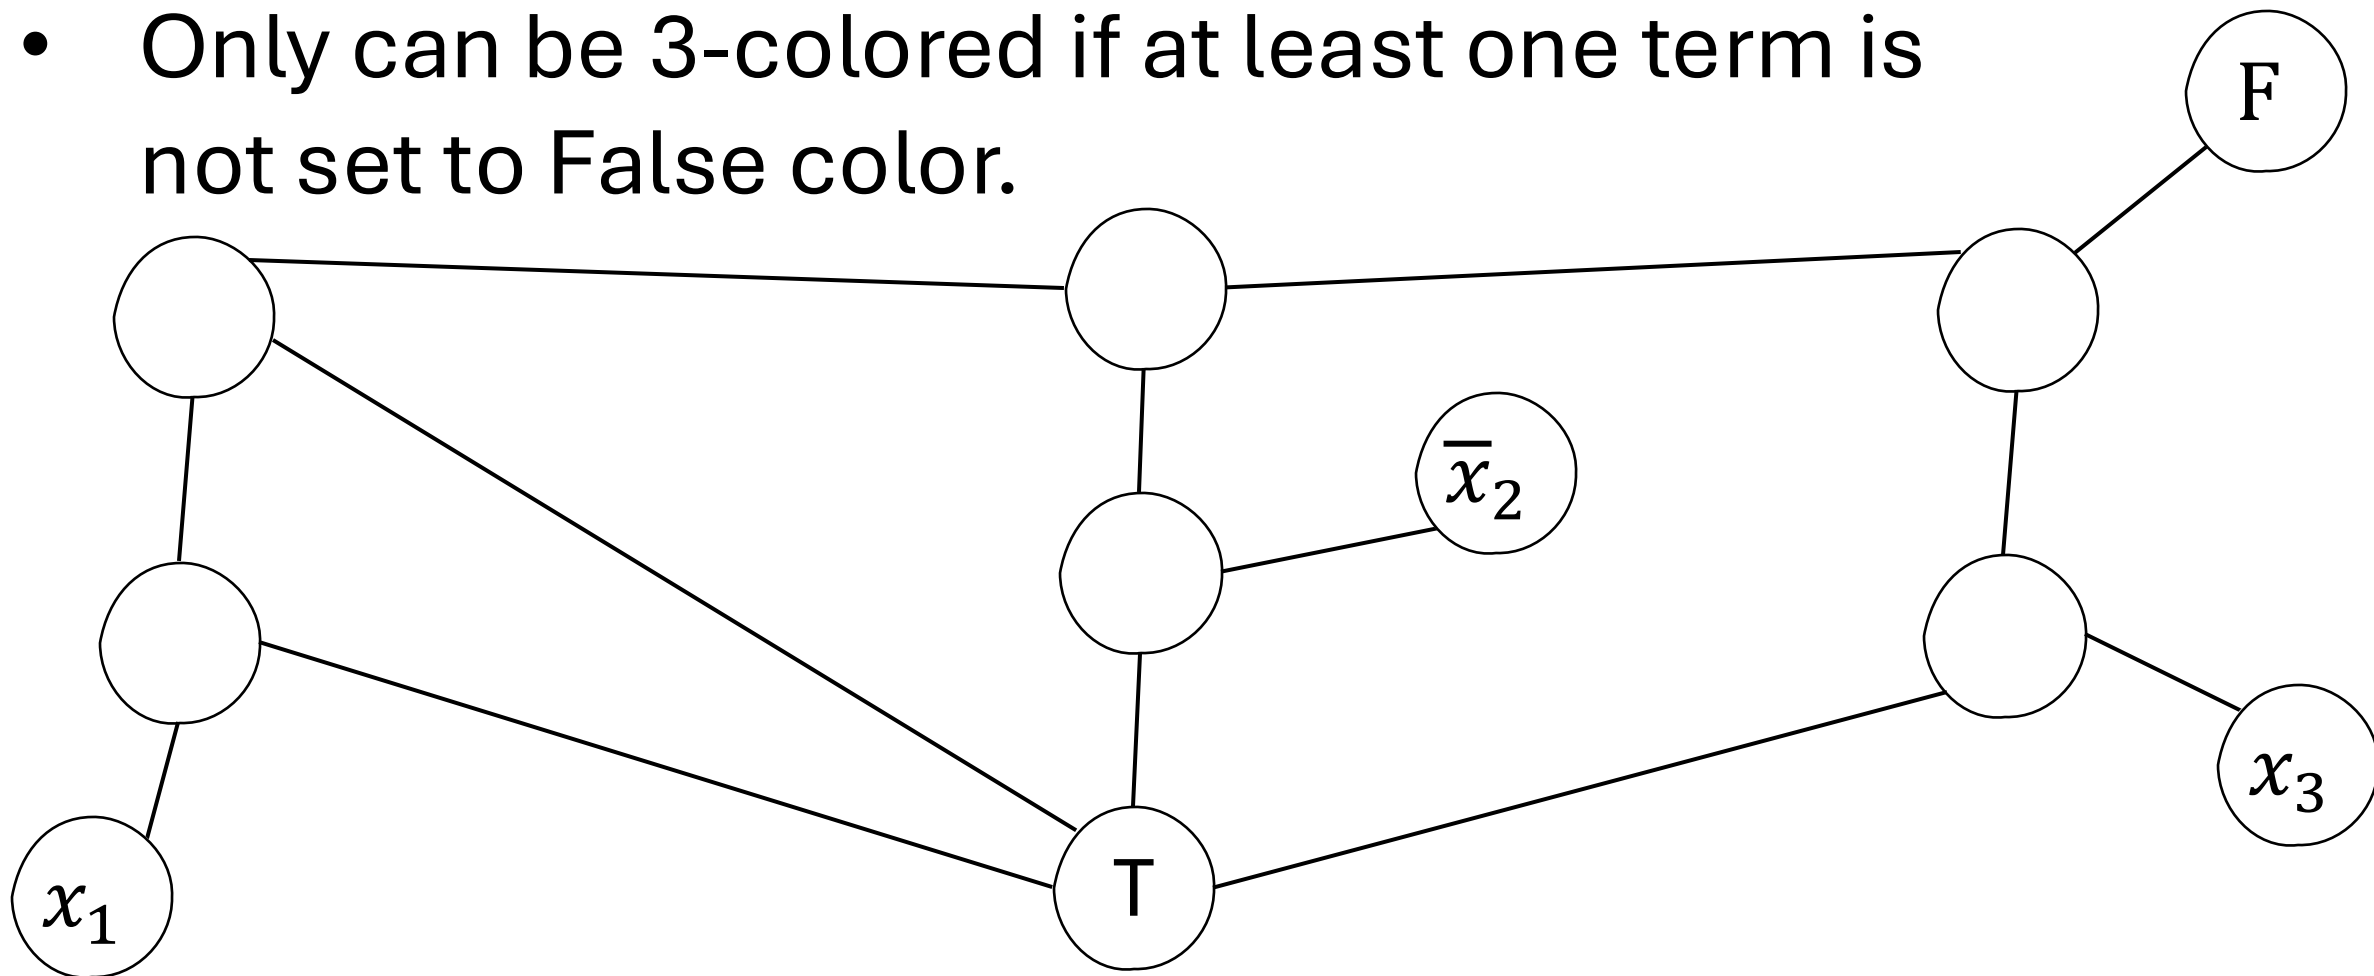 • Only can be 3-colored if at least one term is
not set to False color.
F
x̅₂
x₃
T
x₁